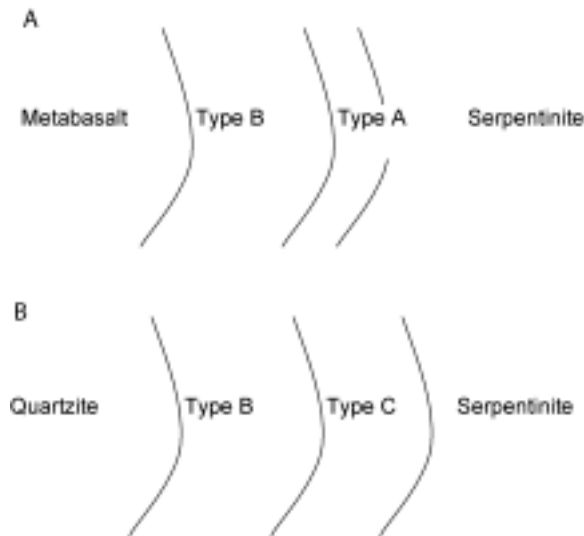 A
Metabasalt Type B Type A Serpentinite
B
Quartzite Type B Type C Serpentinite